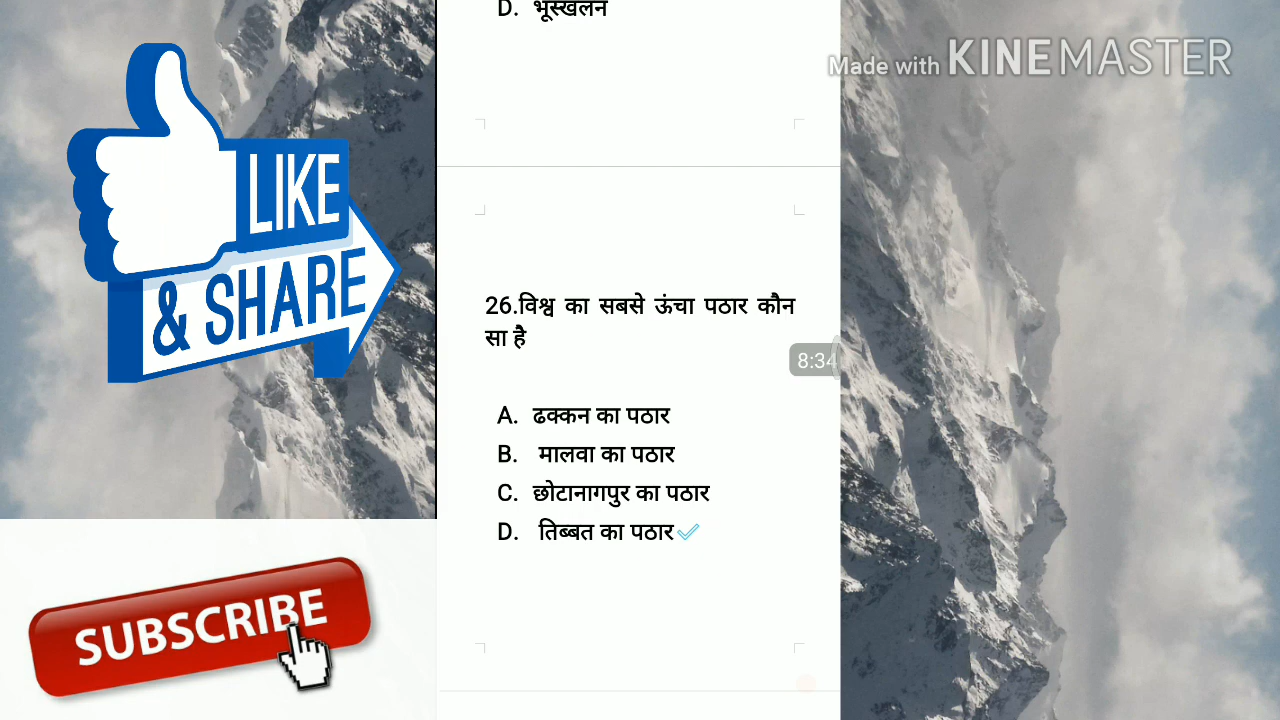 D. भूस्खलन
Made with KINEMASTER
LIKE
& SHARE
26.विश्व का सबसे ऊंचा पठार कौन
सा है
8:34
A. ढक्कन का पठार
B. मालवा का पठार
C. छोटानागपुर का पठार
D. तिब्बत का पठार
SUBSCRIBE